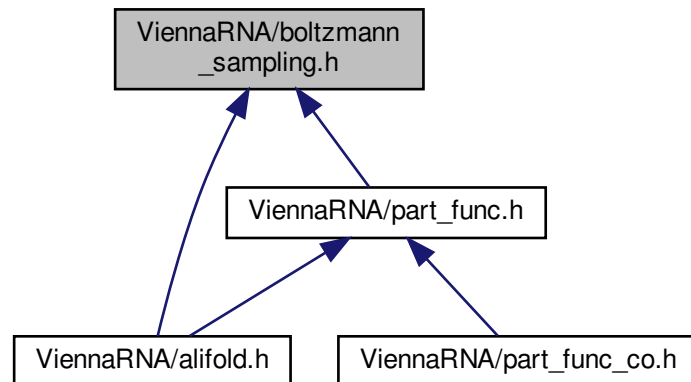 ViennaRNA/boltzmann
_sampling.h
ViennaRNA/part_func.h
ViennaRNA/alifold.h
ViennaRNA/part_func_co.h